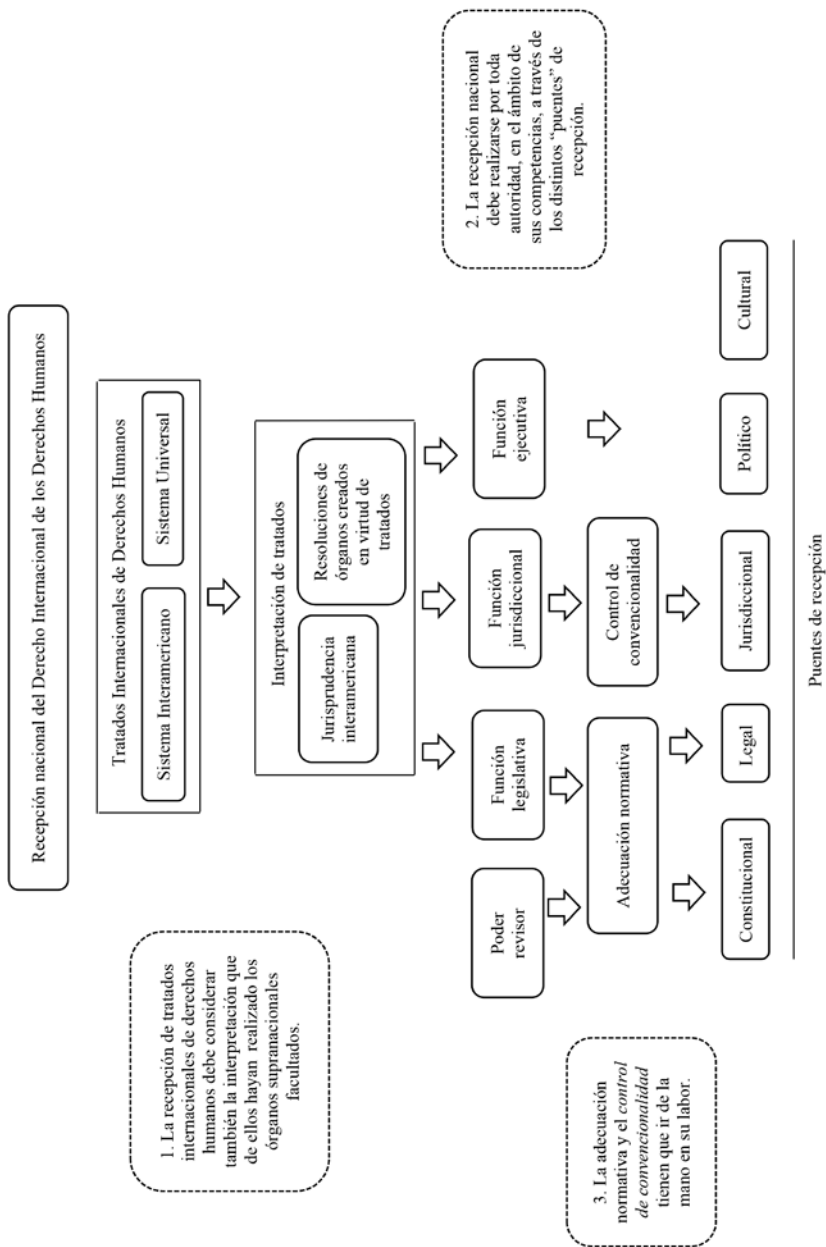 Recepción nacional del Derecho Internacional de los Derechos Humanos
Tratados Internacionales de Derechos Humanos
Sistema Interamericano
Sistema Universal
1. La recepción de tratados
internacionales de derechos
humanos debe considerar
también la interpretación que
de ellos hayan realizado los
órganos supranacionales
facultados.
Interpretación de tratados
Jurisprudencia
interamericana
Resoluciones de
órganos creados
en virtud de
tratados
2. La recepción nacional
debe realizarse por toda
autoridad, en el ámbito de
sus competencias, a través de
los distintos “puentes” de
recepción.
Poder
revisor
Función
legislativa
Función
jurisdiccional
Función
ejecutiva
3. La adecuación
normativa y el control
de convencionalidad
tienen que ir de la
mano en su labor.
Adecuación normativa
Control de
convencionalidad
Constitucional
Legal
Jurisdiccional
Político
Cultural
Puentes de recepción